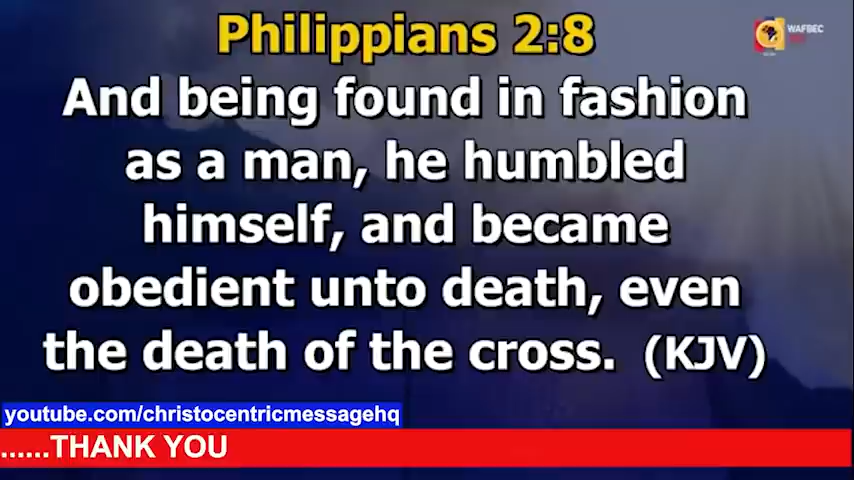 Philippians 2:8
WAFBEC
And being found in fashion
as a man, he humbled
himself, and became
obedient unto death, even
the death of the cross. (KJV)
youtube.com/christocentricmessagehq
......THANK YOU